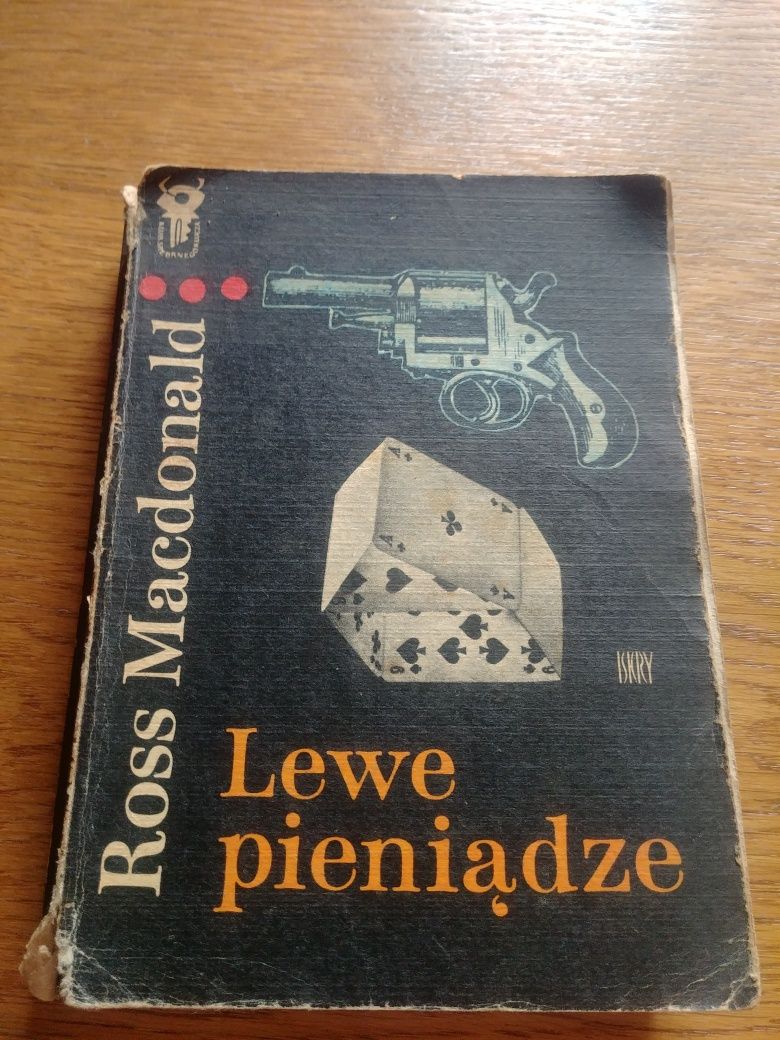 Ross Macdonald
ISKRY
Lewe
pieniądze